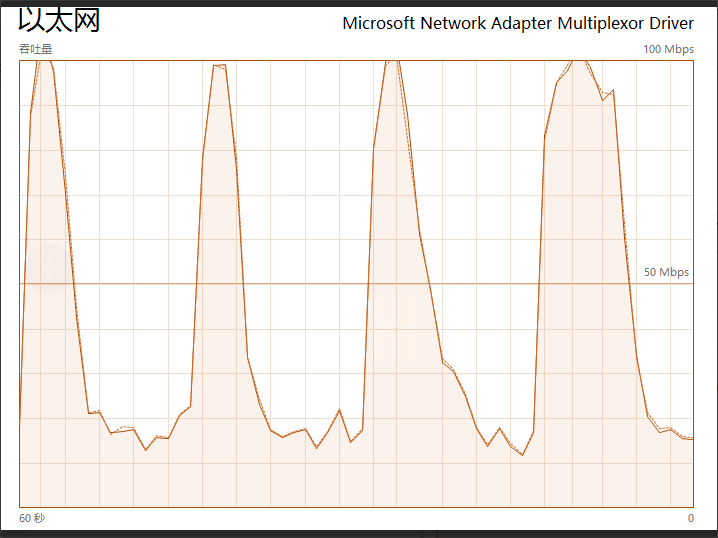 以太网
Microsoft Network Adapter Multiplexor Driver
吞吐量
100 Mbps
50 Mbps
60 秒
0